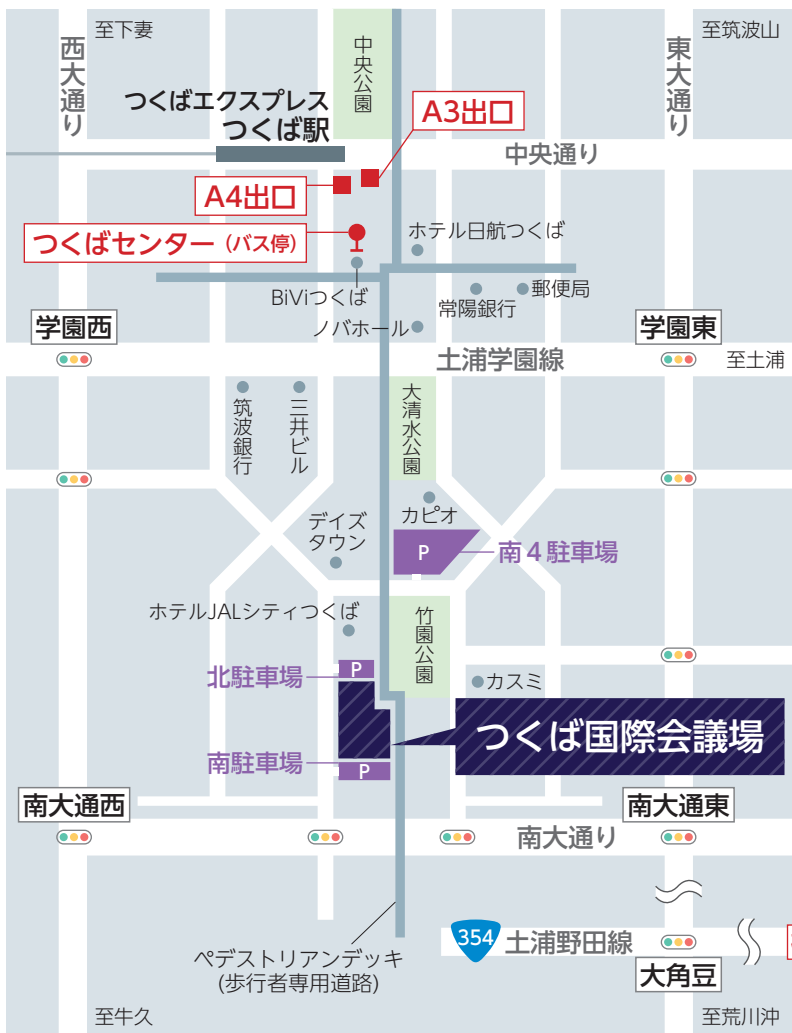 至下妻
西大通り
中央公園
東大通り
至筑波山
つくばエクスプレス
つくば駅
A3出口
中央通り
A4出口
つくばセンター（バス停）
ホテル日航つくば
BiViつくば
常陽銀行
郵便局
ノバホール
学園西
学園東
土浦学園線
至土浦
筑波銀行
三井ビル
大清水公園
カピオ
デイズ
タウン
P
南４駐車場
ホテルJALシティつくば
竹園公園
P
北駐車場
カスミ
つくば国際会議場
南駐車場
P
南大通西
南大通東
南大通り
354
土浦野田線
大角豆
ペデストリアンデッキ
(歩行者専用道路)
至牛久
至荒川沖